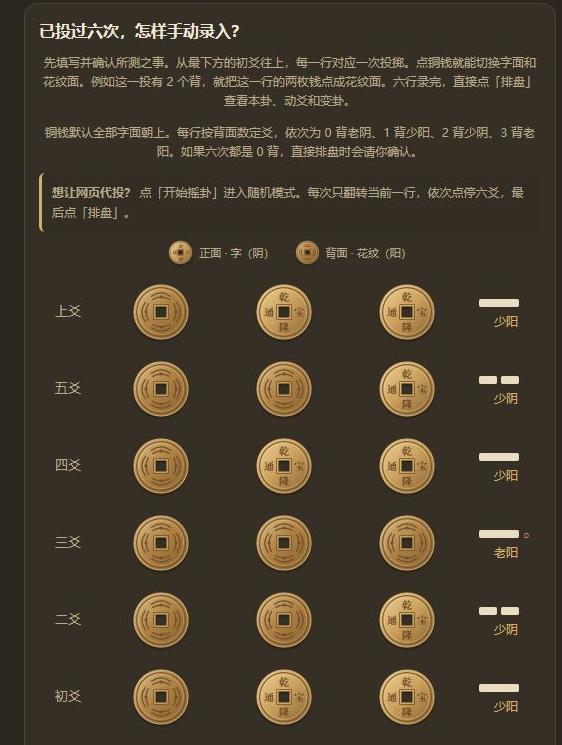 已投过六次，怎样手动录入？
先填写并确认所测之事。从最下方的初爻往上，每一行对应一次投掷。点铜钱就能切换字面和
花纹面。例如这一投有 2 个背，就把这一行的两枚钱点成花纹面。六行录完，直接点「排盘」
查看本卦、动爻和变卦。
铜钱默认全部字面朝上。每行按背面数定爻，依次为 0 背老阴、1 背少阳、2 背少阴、3 背老
阳。如果六次都是 0 背，直接排盘时会请你确认。
想让网页代投？ 点「开始摇卦」进入随机模式。每次只翻转当前一行，依次点停六爻，最
后点「排盘」。
正面 · 字（阴） 背面 · 花纹（阳）
上爻 乾隆通宝 乾隆通宝 少阳
五爻 乾隆通宝 少阴
四爻 乾隆通宝 乾隆通宝 少阳
三爻 老阳
二爻 乾隆通宝 少阴
初爻 乾隆通宝 乾隆通宝 少阳